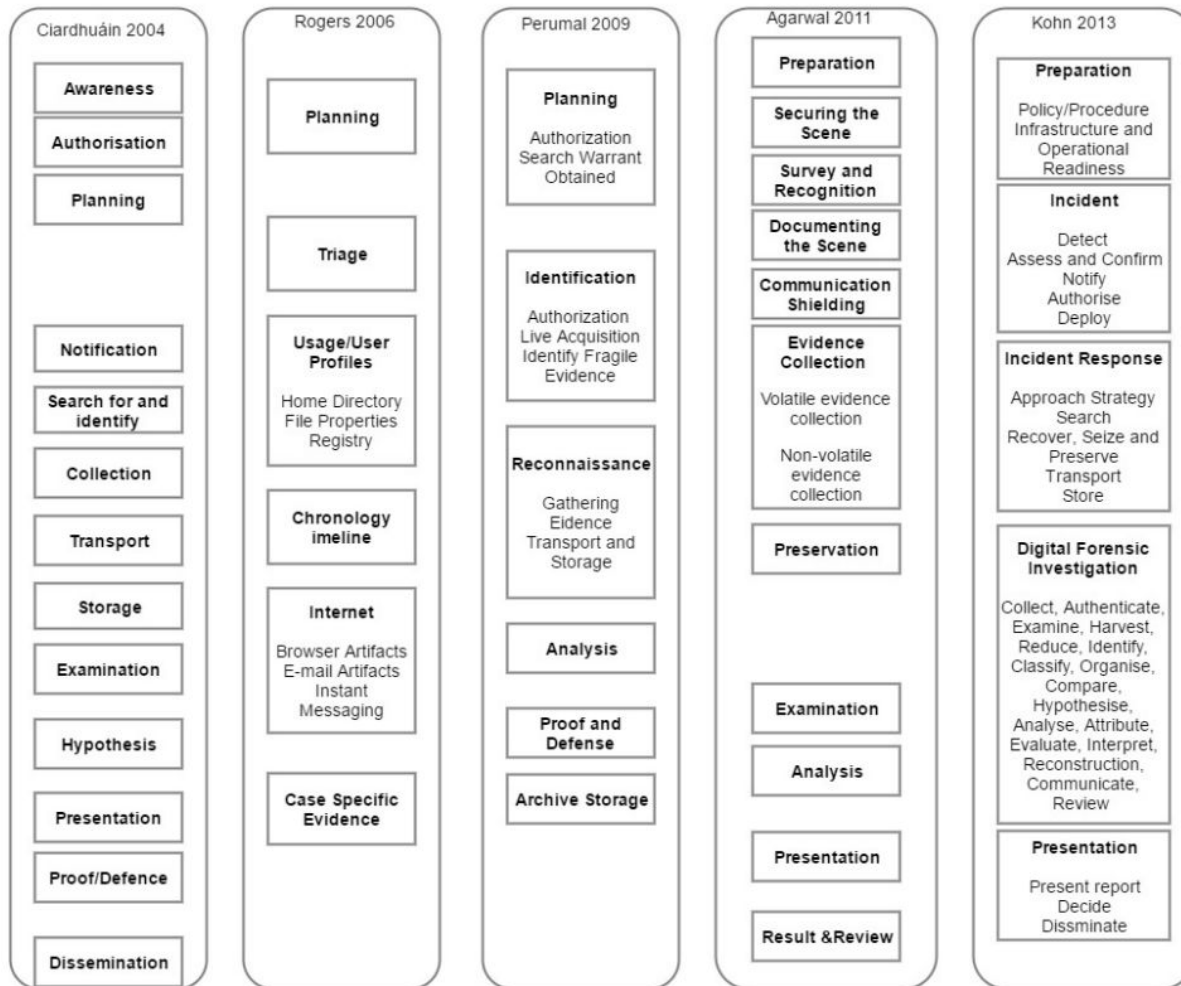 Ciardhuáin 2004
Awareness
Authorisation
Planning
Notification
Search for and
identify
Collection
Transport
Storage
Examination
Hypothesis
Presentation
Proof/Defence
Dissemination
Rogers 2006
Planning
Triage
Usage/User
Profiles
Home Directory
File Properties
Registry
Chronology
imeline
Internet
Browser Artifacts
E-mail Artifacts
Instant
Messaging
Case Specific
Evidence
Perumal 2009
Planning
Authorization
Search Warrant
Obtained
Identification
Authorization
Live Acquisition
Identify Fragile
Evidence
Reconnaissance
Gathering
Eidence
Transport and
Storage
Analysis
Proof and
Defense
Archive Storage
Agarwal 2011
Preparation
Securing the
Scene
Survey and
Recognition
Documenting
the Scene
Communication
Shielding
Evidence
Collection
Volatile evidence
collection
Non-volatile
evidence
collection
Preservation
Examination
Analysis
Presentation
Result &Review
Kohn 2013
Preparation
Policy/Procedure
Infrastructure and
Operational
Readiness
Incident
Detect
Assess and Confirm
Notify
Authorise
Deploy
Incident Response
Approach Strategy
Search
Recover, Seize and
Preserve
Transport
Store
Digital Forensic
Investigation
Collect, Authenticate,
Examine, Harvest,
Reduce, Identify,
Classify, Organise,
Compare,
Hypothesise,
Analyse, Attribute,
Evaluate, Interpret,
Reconstruction,
Communicate,
Review
Presentation
Present report
Decide
Dissminate